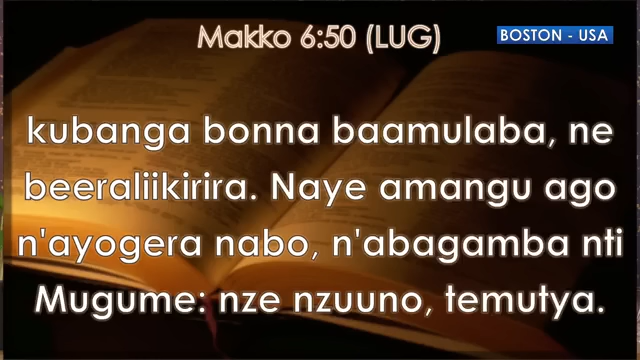 Makko 6:50 (LUG)
BOSTON - USA
kubanga bonna baamulaba, ne
beeraliikirira. Naye amangu ago
n'ayogera nabo, n'abagamba nti
Mugume: nze nzuuno, temutya.